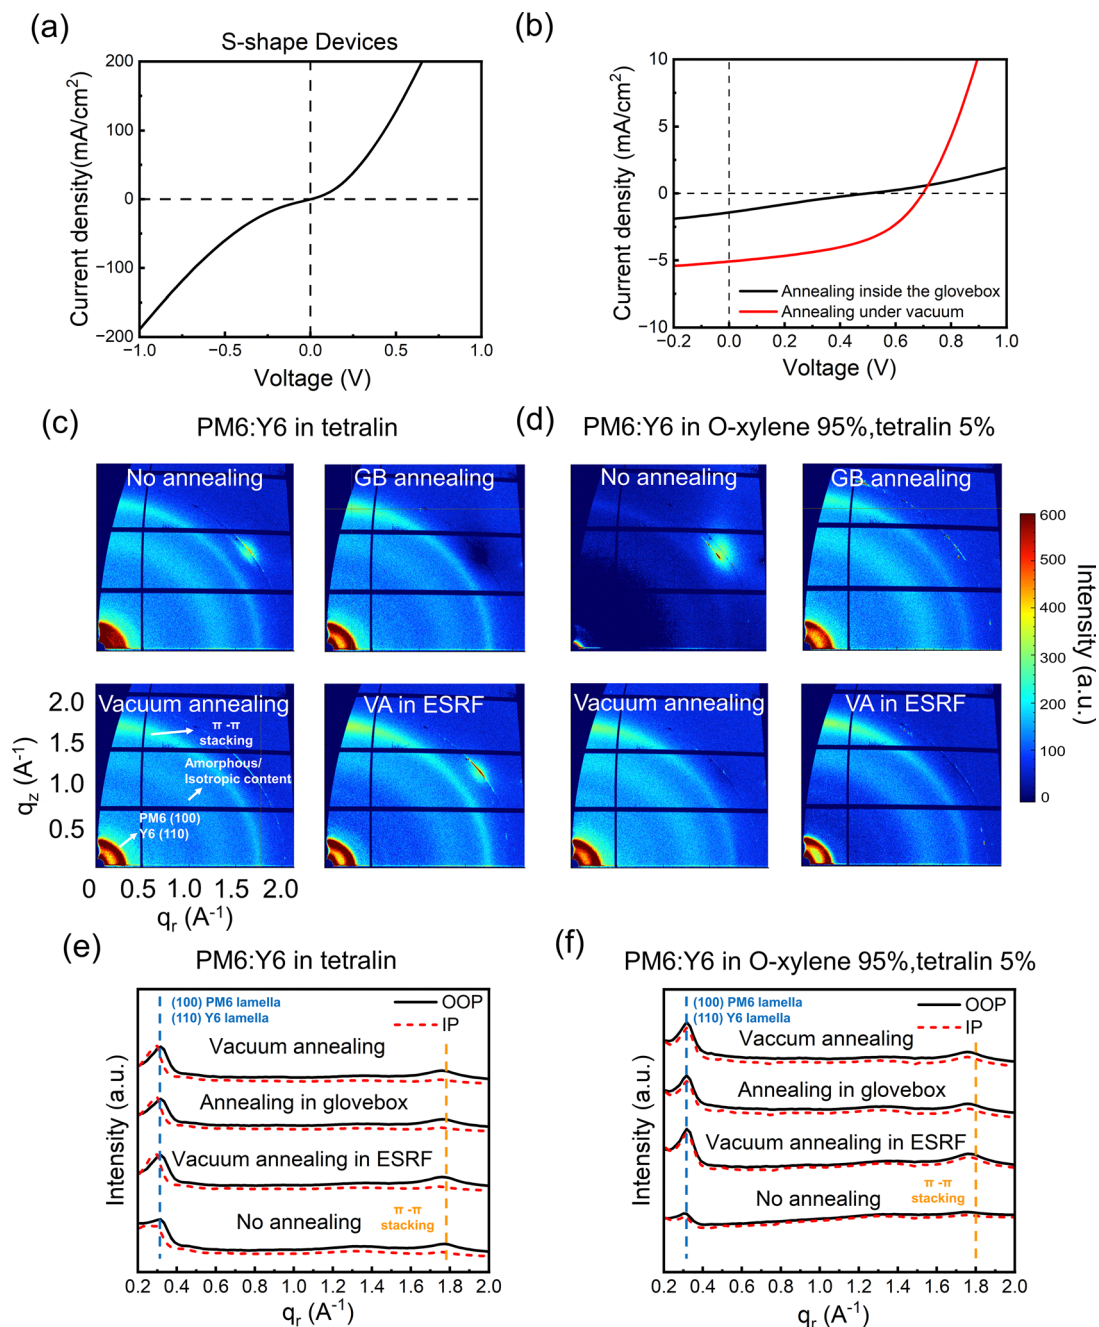 (a)
S-shape Devices
200
100
0
−100
−200
−1.0 −0.5 0.0 0.5 1.0
Current density(mA/cm²)
Voltage (V)
(b)
10
5
0
−5
−10
−0.2 0.0 0.2 0.4 0.6 0.8 1.0
Current density (mA/cm²)
Voltage (V)
Annealing inside the glovebox
Annealing under vacuum
(c)
PM6:Y6 in tetralin
No annealing
GB annealing
Vacuum annealing
π -π
stacking
Amorphous/
Isotropic content
PM6 (100)
Y6 (110)
VA in ESRF
2.0
1.5
1.0
0.5
0 0.5 1.0 1.5 2.0
q_z (A⁻¹)
q_r (A⁻¹)
(d)
PM6:Y6 in O-xylene 95%,tetralin 5%
No annealing
GB annealing
Vacuum annealing
VA in ESRF
600
500
400
300
200
100
0
Intensity (a.u.)
(e)
PM6:Y6 in tetralin
(100) PM6 lamella
(110) Y6 lamella
OOP
IP
Vacuum annealing
Annealing in glovebox
Vacuum annealing in ESRF
No annealing
π -π
stacking
Intensity (a.u.)
0.2 0.4 0.6 0.8 1.0 1.2 1.4 1.6 1.8 2.0
q_r (A⁻¹)
(f)
PM6:Y6 in O-xylene 95%,tetralin 5%
(100) PM6 lamella
(110) Y6 lamella
OOP
IP
Vaccum annealing
Annealing in glovebox
Vacuum annealing in ESRF
π -π
stacking
No annealing
Intensity (a.u.)
0.2 0.4 0.6 0.8 1.0 1.2 1.4 1.6 1.8 2.0
q_r (A⁻¹)